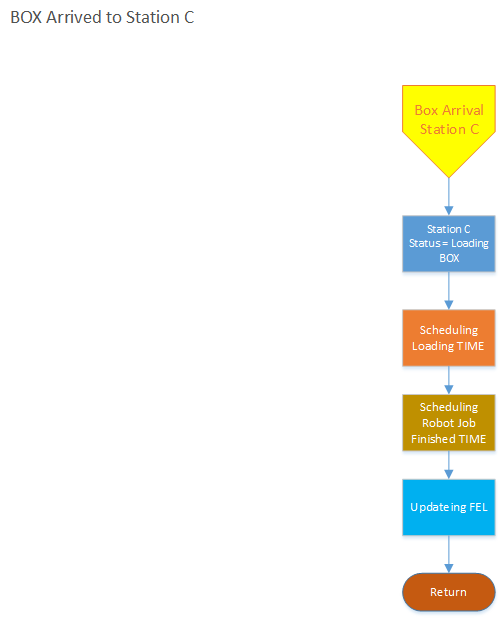 BOX Arrived to Station C
Box Arrival
Station C
Station C
Status = Loading
BOX
Scheduling
Loading TIME
Scheduling
Robot Job
Finished TIME
Updateing FEL
Return